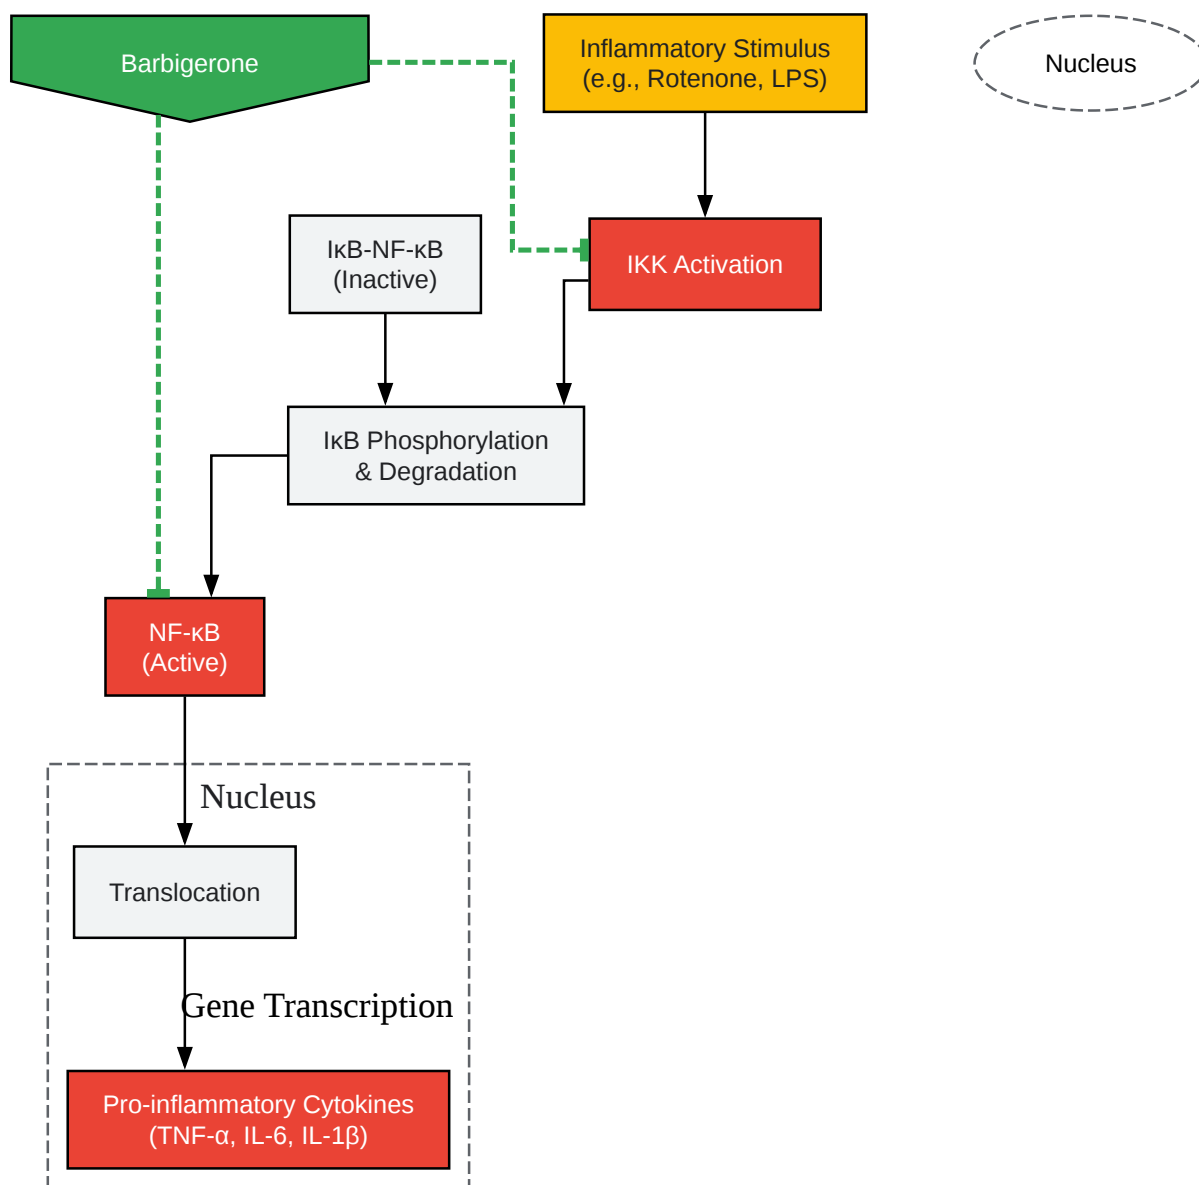 Barbigerone
Inflammatory Stimulus
(e.g., Rotenone, LPS)
Nucleus
IκB-NF-κB
(Inactive)
IKK Activation
IκB Phosphorylation
& Degradation
NF-κB
(Active)
Nucleus
Translocation
Gene Transcription
Pro-inflammatory Cytokines
(TNF-α, IL-6, IL-1β)